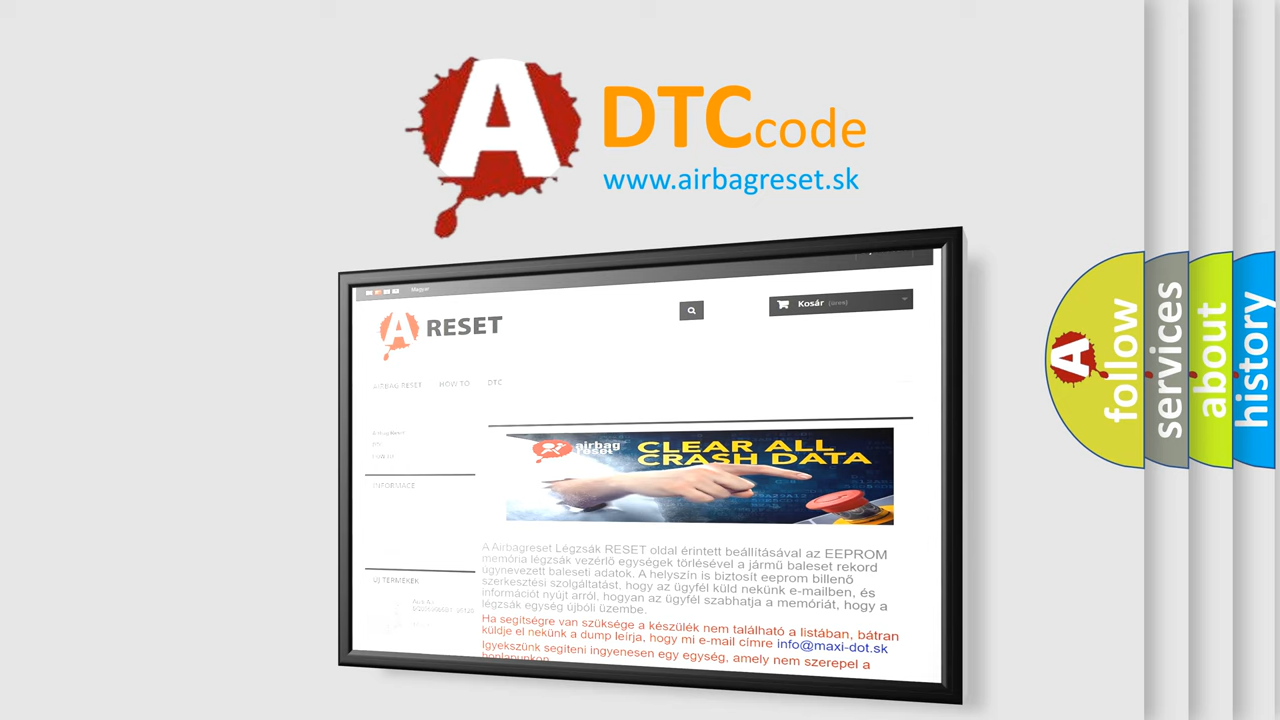 A
DTCcode
www.airbagreset.sk
Magyar
A RESET
Kosár (üres)
AIRBAG RESET HOW TO DTC
INFORMACE
airbag
reset
CLEAR ALL
CRASH DATA
A Airbagreset Légzsák RESET oldal érintett beállításával az EEPROM
memória légzsák vezérlő egységek törlésével a jármű baleset rekord
úgynevezett baleseti adatok. A helyszín is biztosít eeprom billenő
szerkesztési szolgáltatást, hogy az ügyfél küld nekünk e-mailben, és
információt nyújt arról, hogyan az ügyfél szabhatja a memóriát, hogy a
légzsák egység újbóli üzembe.
Ha segítségre van szüksége a készülék nem található a listában, bátran
küldje el nekünk a dump leírja, hogy mi e-mail címre info@maxi-dot.sk
Igyekszünk segíteni ingyenesen egy egység, amely nem szerepel a
honlapunkon
ÚJ TERMÉKEK
A
follow
services
about
history